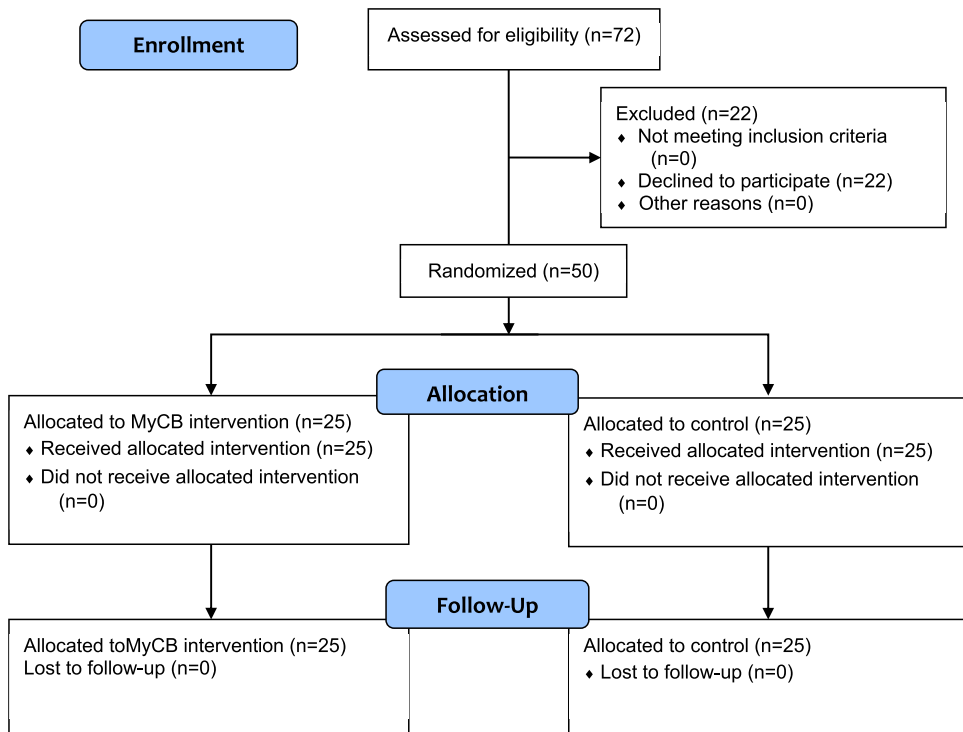 Enrollment
Assessed for eligibility (n=72)
Excluded (n=22)
♦ Not meeting inclusion criteria
(n=0)
♦ Declined to participate (n=22)
♦ Other reasons (n=0)
Randomized (n=50)
Allocation
Allocated to MyCB intervention (n=25)
♦ Received allocated intervention (n=25)
♦ Did not receive allocated intervention
(n=0)
Allocated to control (n=25)
♦ Received allocated intervention (n=25)
♦ Did not receive allocated intervention
(n=0)
Follow-Up
Allocated toMyCB intervention (n=25)
Lost to follow-up (n=0)
Allocated to control (n=25)
♦ Lost to follow-up (n=0)